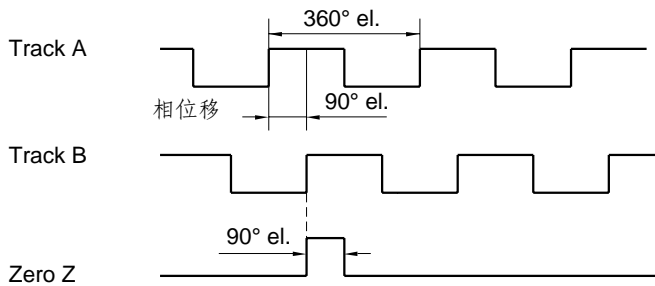 360° el.
Track A
相位移
90° el.
Track B
90° el.
Zero Z